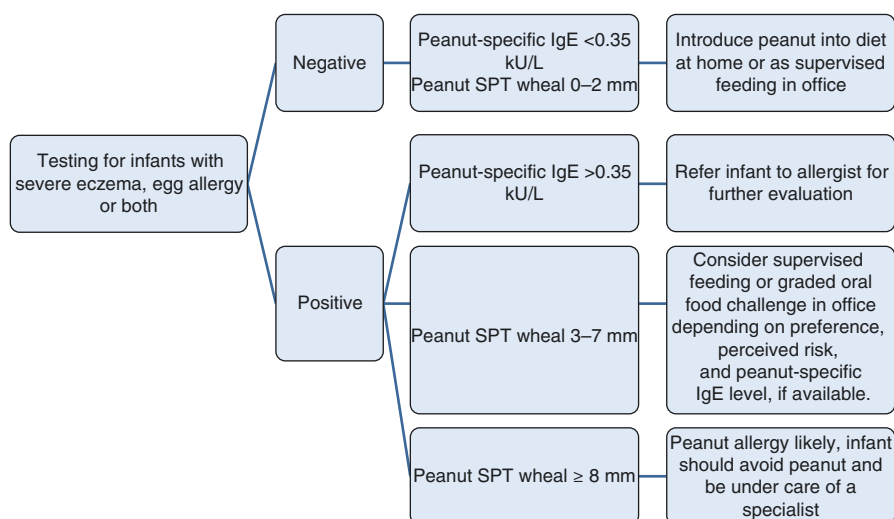 Testing for infants with
severe eczema, egg allergy
or both
Negative
Peanut-specific IgE <0.35
kU/L
Peanut SPT wheal 0–2 mm
Introduce peanut into diet
at home or as supervised
feeding in office
Positive
Peanut-specific IgE >0.35
kU/L
Refer infant to allergist for
further evaluation
Peanut SPT wheal 3–7 mm
Consider supervised
feeding or graded oral
food challenge in office
depending on preference,
perceived risk,
and peanut-specific
IgE level, if available.
Peanut SPT wheal ≥ 8 mm
Peanut allergy likely, infant
should avoid peanut and
be under care of a
specialist